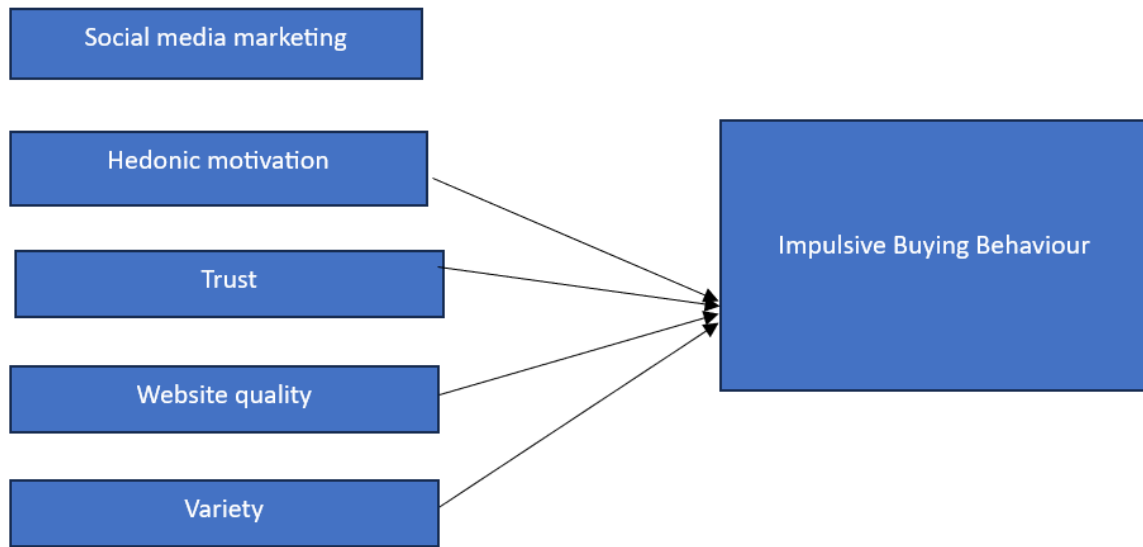 Social media marketing
Hedonic motivation
Impulsive Buying Behaviour
Trust
Website quality
Variety